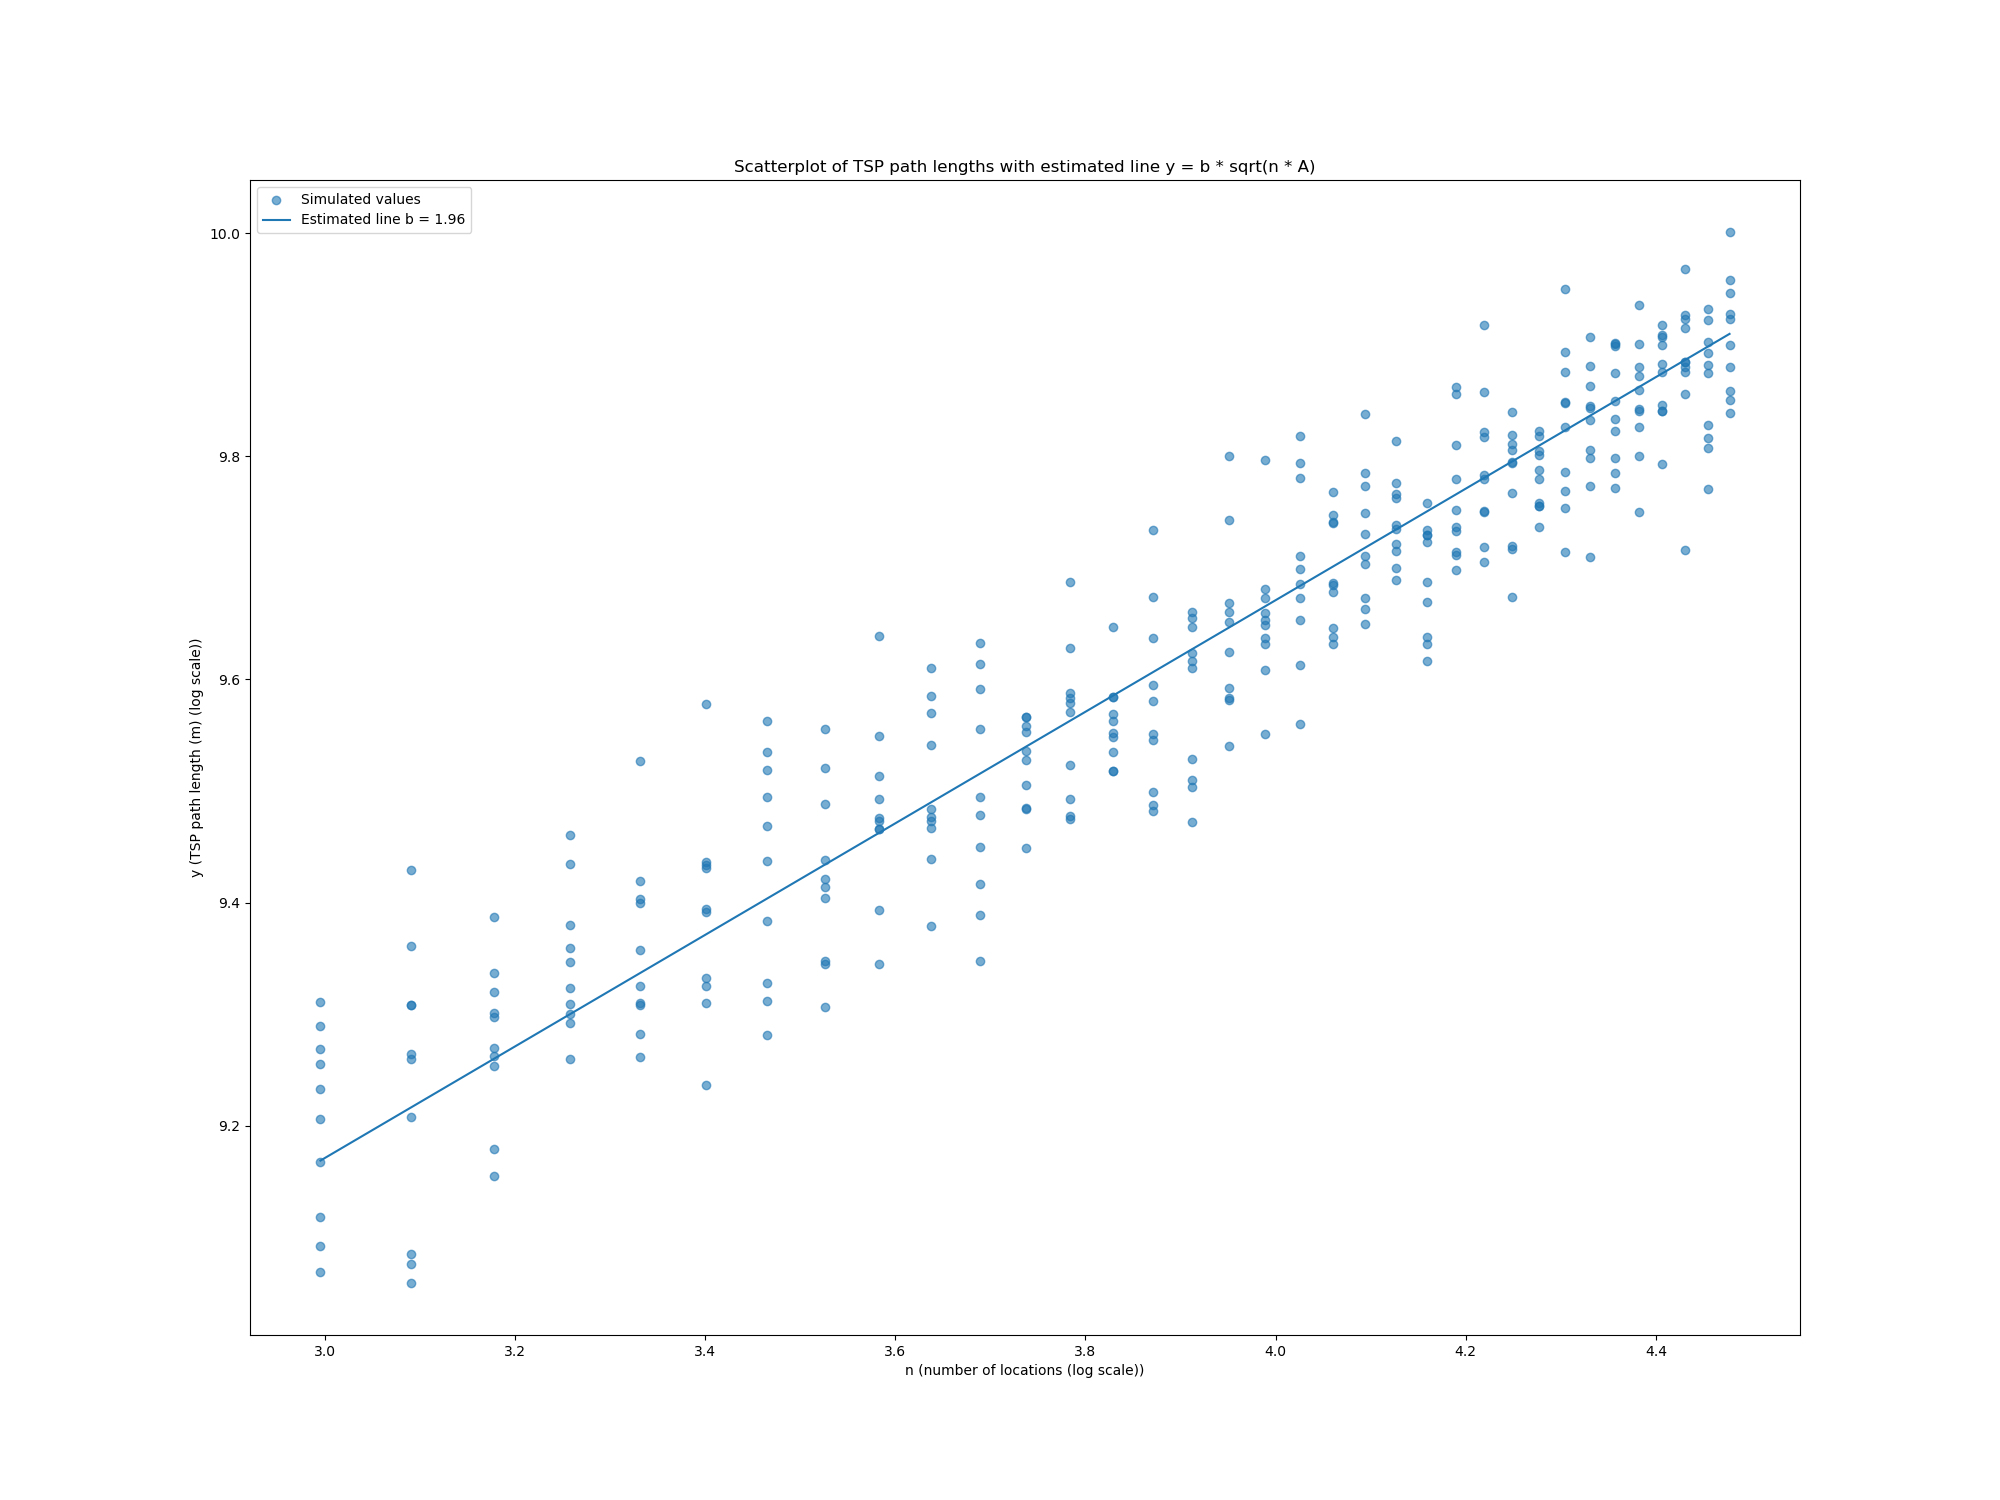 Scatterplot of TSP path lengths with estimated line y = b * sqrt(n * A)
Simulated values
Estimated line b = 1.96
10.0
9.8
9.6
9.4
9.2
y (TSP path length (m) (log scale))
3.0 3.2 3.4 3.6 3.8 4.0 4.2 4.4
n (number of locations (log scale))